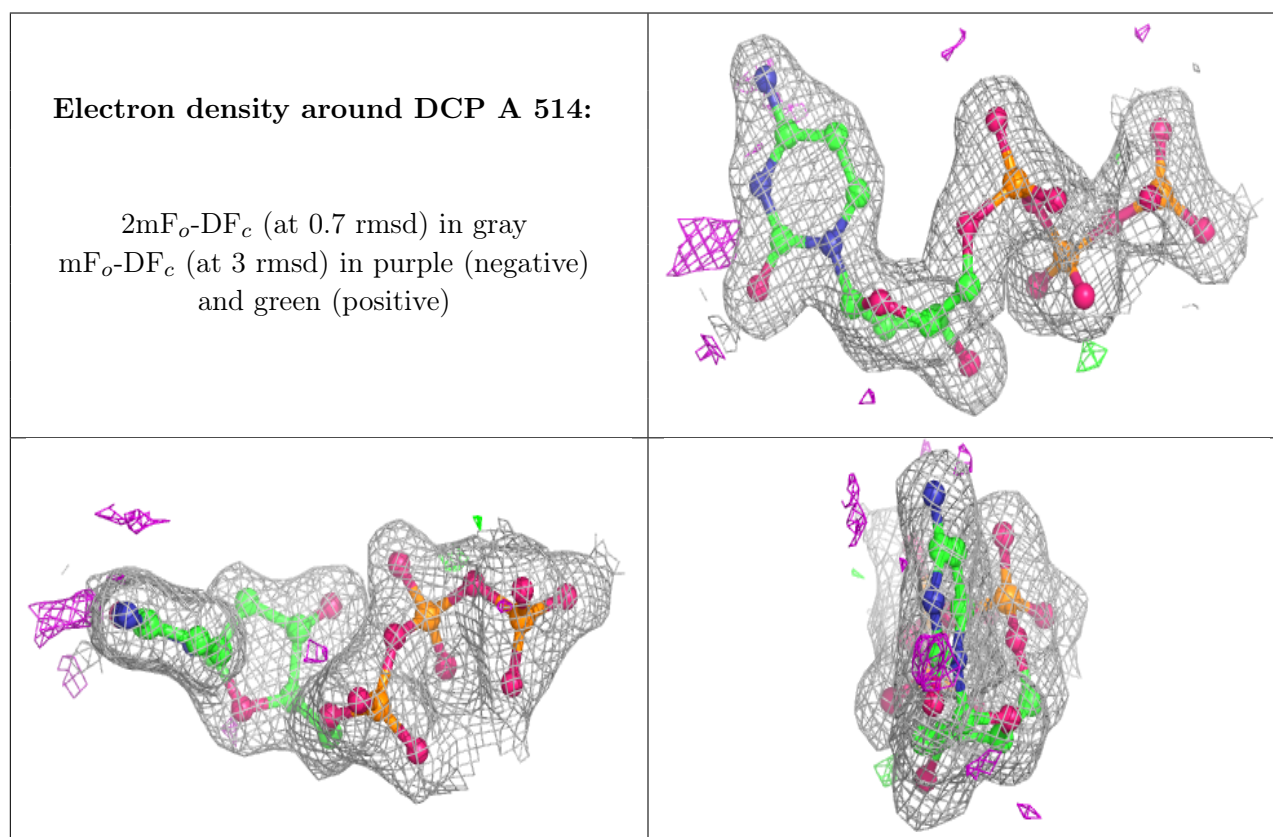 Electron density around DCP A 514:
2mFo-DFc (at 0.7 rmsd) in gray
mFo-DFc (at 3 rmsd) in purple (negative)
and green (positive)